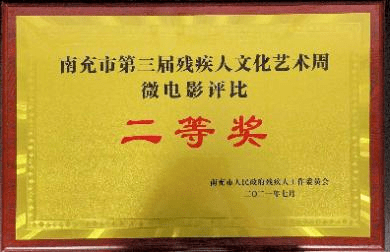 南充市第三届残疾人文化艺术周
微电影评比
二等奖
南充市人民政府残疾人工作委员会
二〇二一年七月